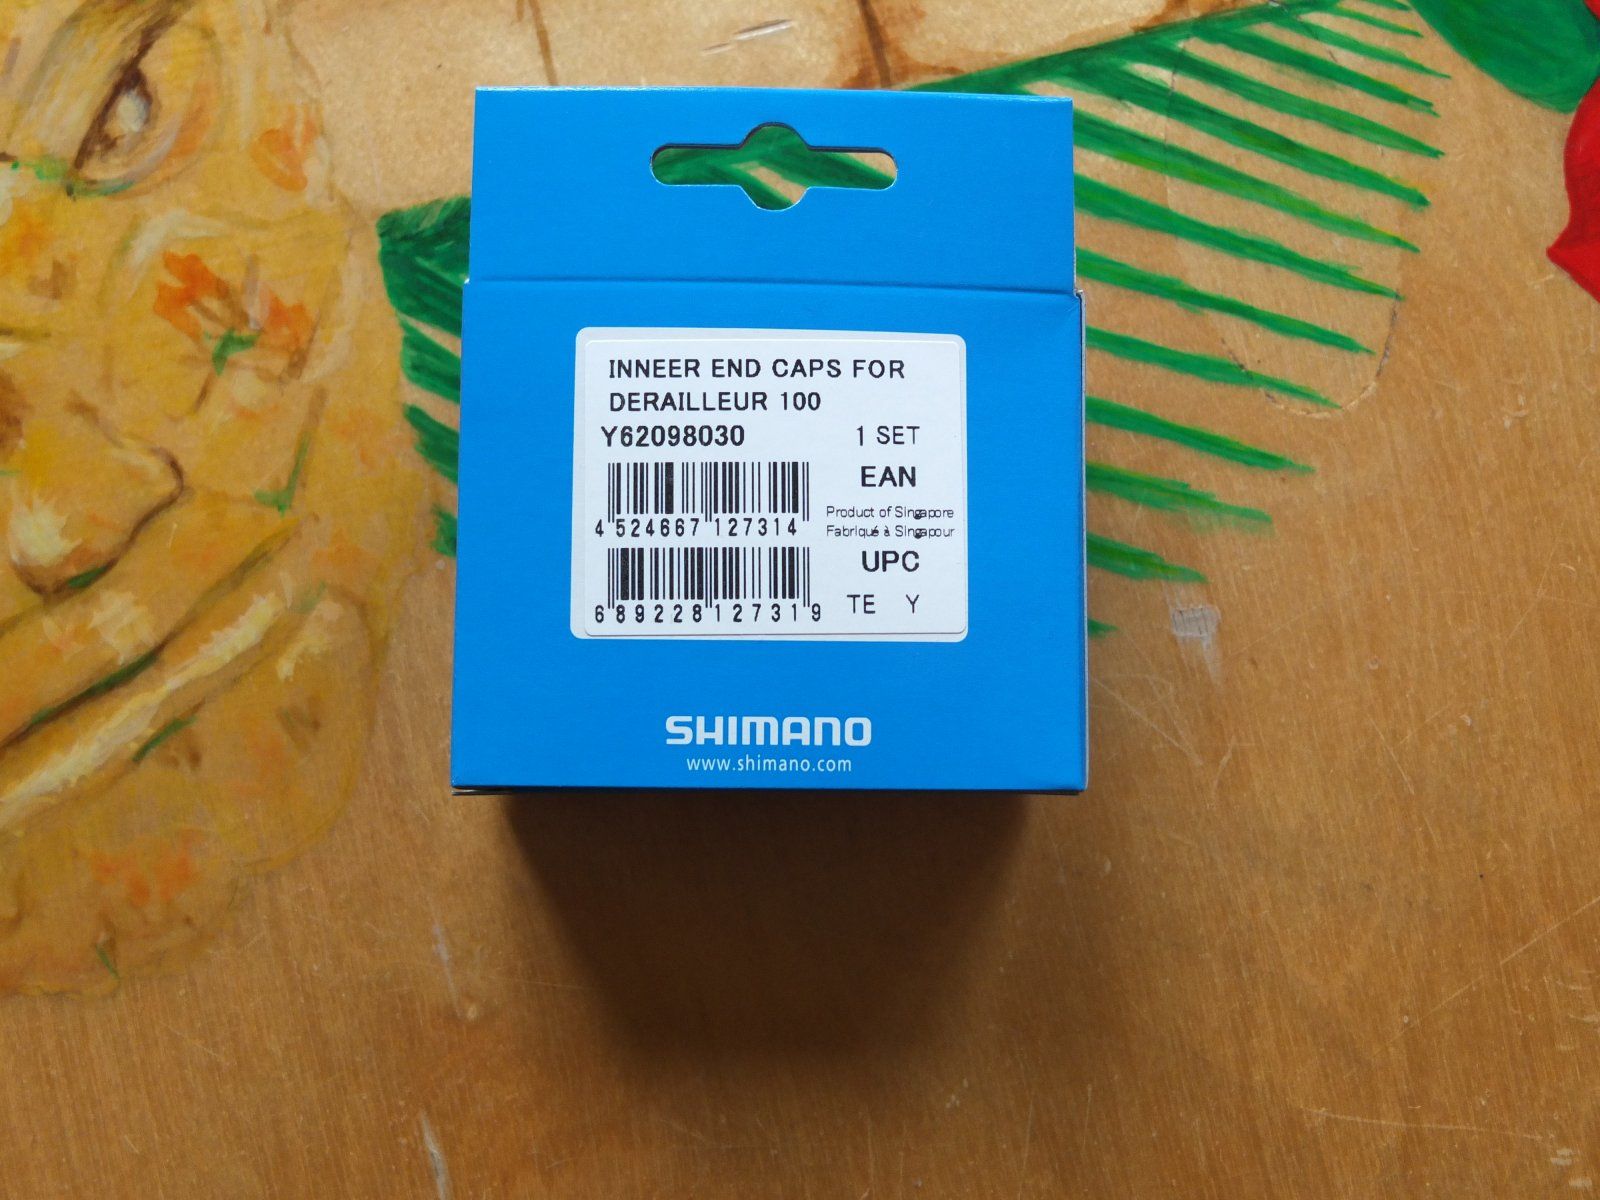 INNEER END CAPS FOR
DERAILLEUR 100
Y62098030 1 SET
EAN
4 524667 127314
Product of Singapore
Fabriqué à Singapour
UPC
6 89228 12731 9
TE Y
SHIMANO
www.shimano.com